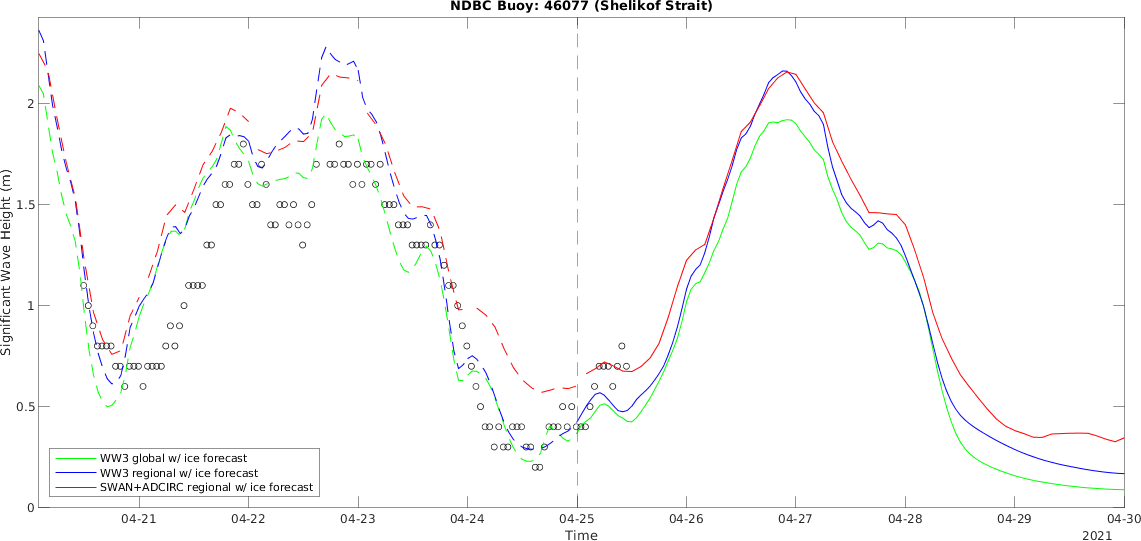 NDBC Buoy: 46077 (Shelikof Strait)
Significant Wave Height (m)
2
1.5
1
0.5
0
WW3 global w/ ice forecast
WW3 regional w/ ice forecast
SWAN+ADCIRC regional w/ ice forecast
04-21 04-22 04-23 04-24 04-25 04-26 04-27 04-28 04-29 04-30
Time
2021